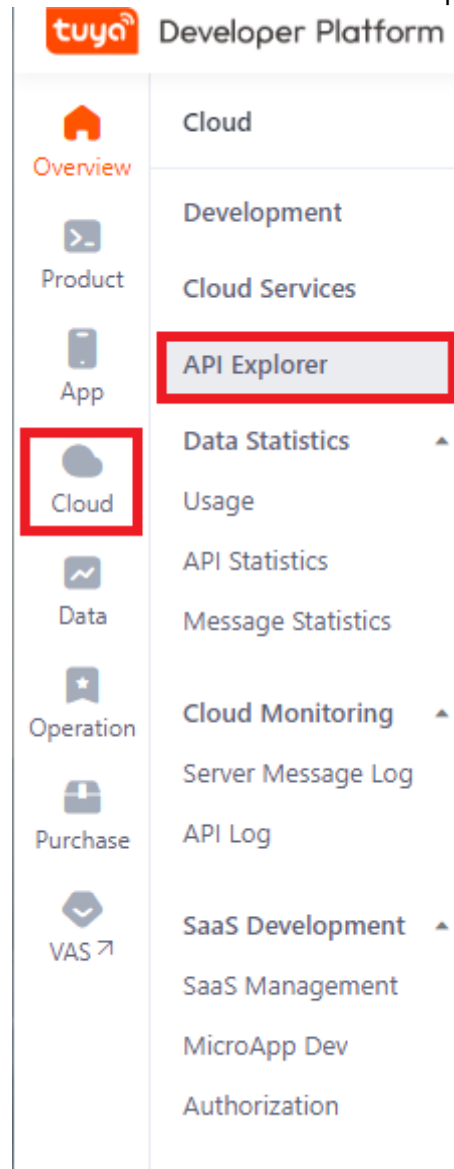 tuya Developer Platform
Overview
Product
App
Cloud
Data
Operation
Purchase
VAS
Cloud
Development
Cloud Services
API Explorer
Data Statistics
Usage
API Statistics
Message Statistics
Cloud Monitoring
Server Message Log
API Log
SaaS Development
SaaS Management
MicroApp Dev
Authorization